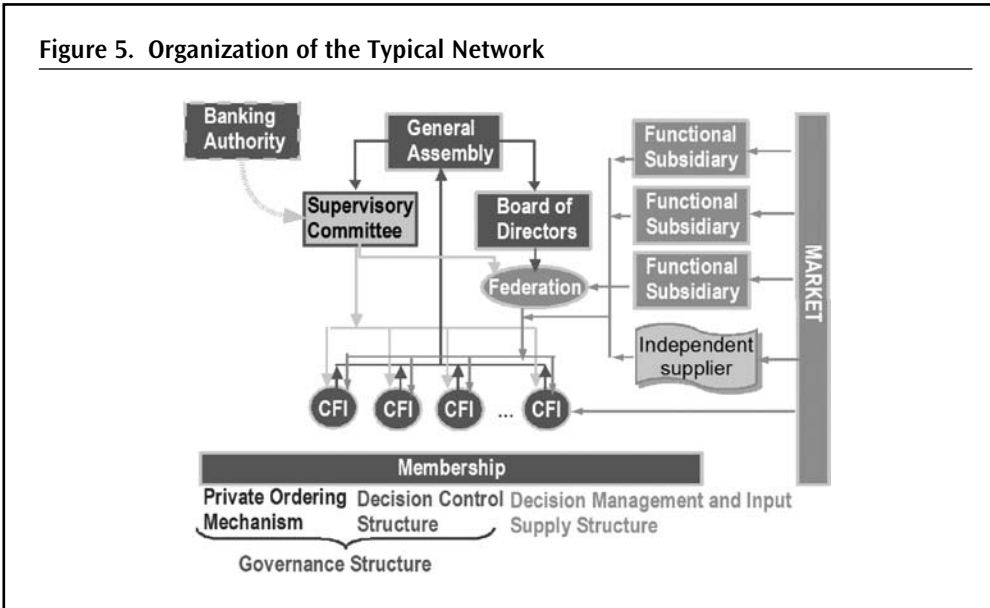 Figure 5. Organization of the Typical Network
Banking
Authority
General
Assembly
Supervisory
Committee
Board of
Directors
Federation
Functional
Subsidiary
Functional
Subsidiary
Functional
Subsidiary
Independent
supplier
MARKET
CFI
CFI
CFI
...
CFI
Membership
Private Ordering
Mechanism
Decision Control
Structure
Decision Management and Input
Supply Structure
Governance Structure